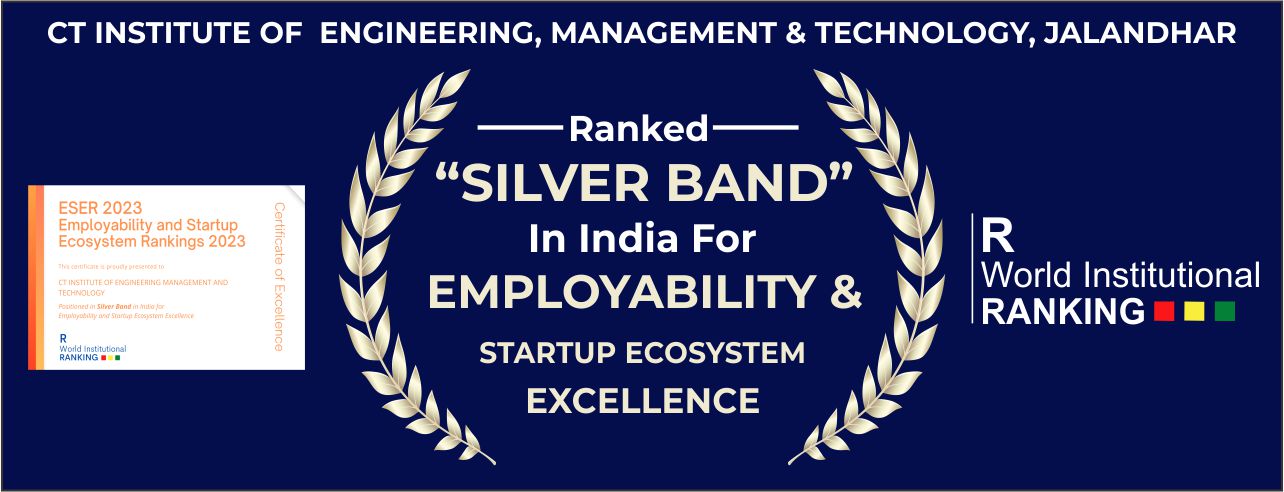 CT INSTITUTE OF ENGINEERING, MANAGEMENT & TECHNOLOGY, JALANDHAR
Ranked
“SILVER BAND”
In India For
EMPLOYABILITY &
STARTUP ECOSYSTEM
EXCELLENCE
ESER 2023
Employability and Startup
Ecosystem Rankings 2023
This certificate is proudly presented to
CT INSTITUTE OF ENGINEERING MANAGEMENT AND
TECHNOLOGY
Positioned in Silver Band in India for
Employability and Startup Ecosystem Excellence
R
World Institutional
RANKING
Certificate of Excellence
R
World Institutional
RANKING